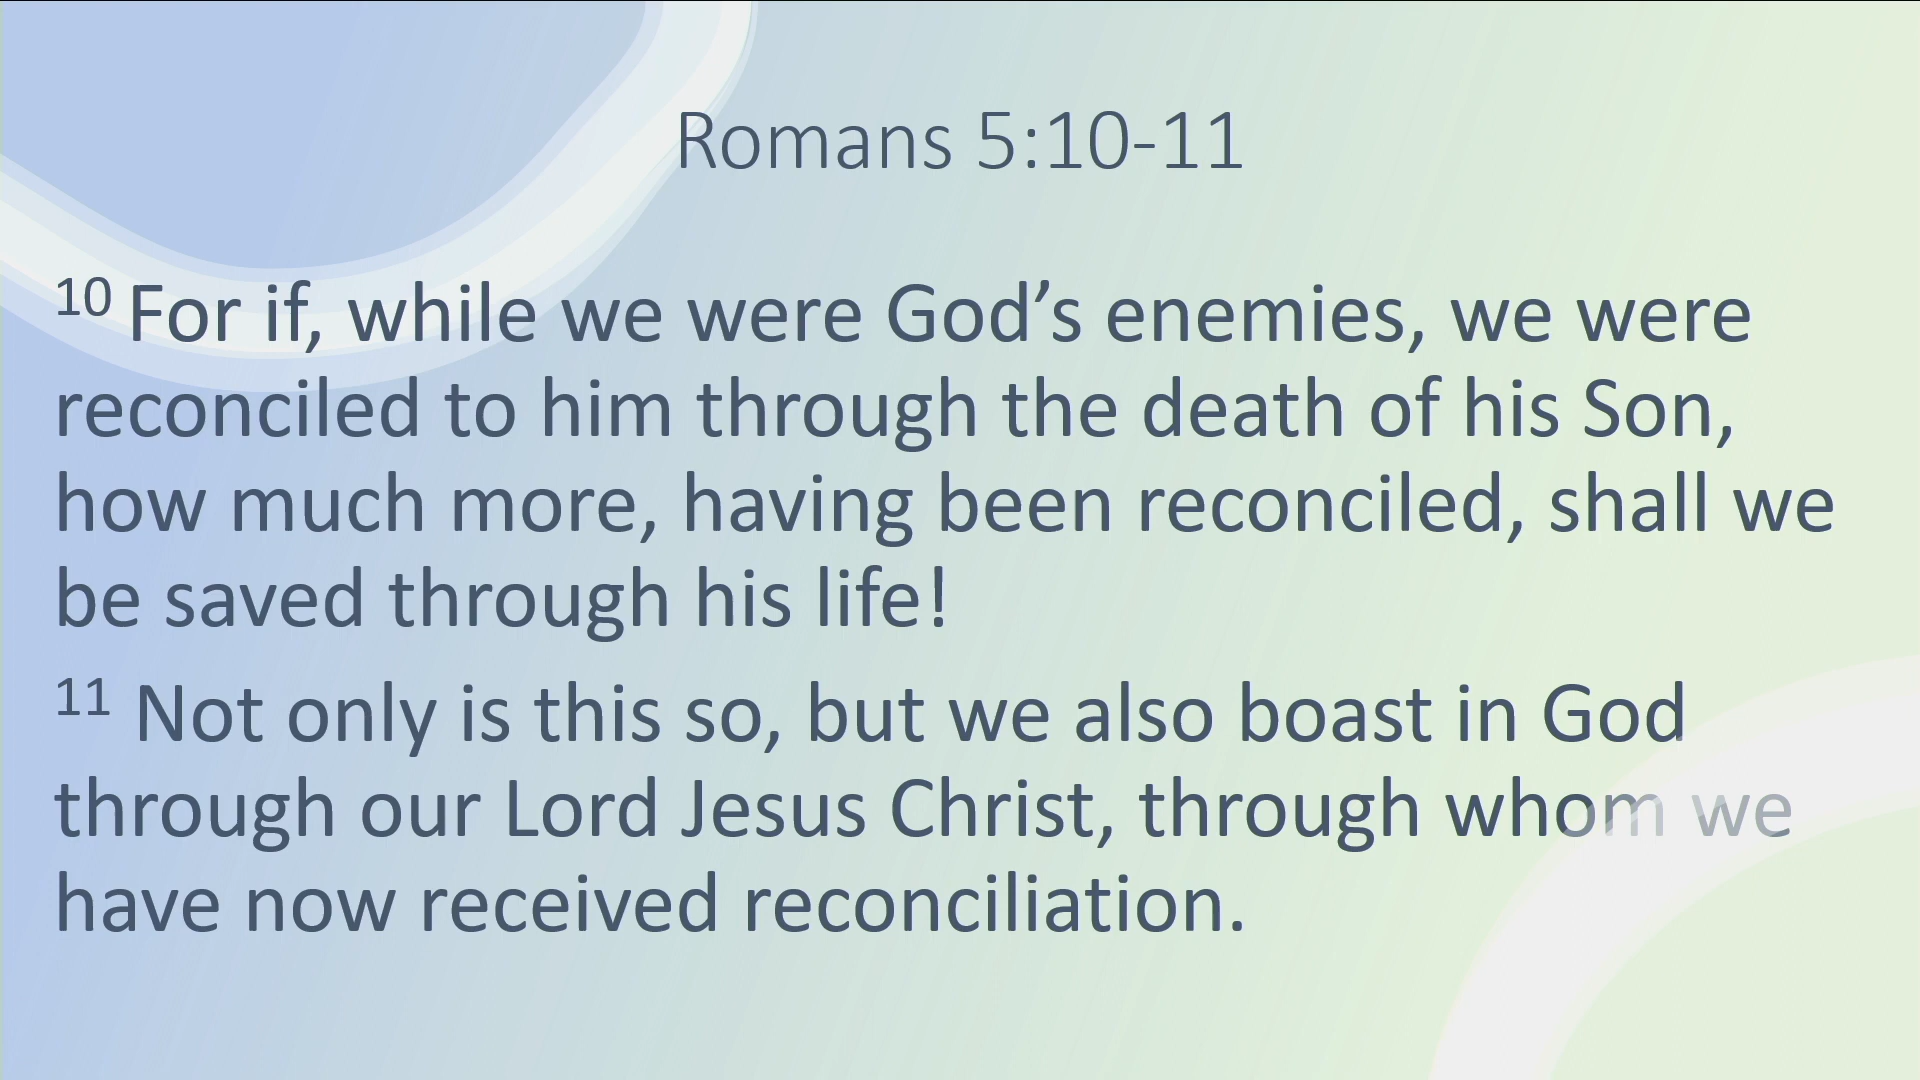 Romans 5:10-11
10 For if, while we were God’s enemies, we were
reconciled to him through the death of his Son,
how much more, having been reconciled, shall we
be saved through his life!
11 Not only is this so, but we also boast in God
through our Lord Jesus Christ, through whom we
have now received reconciliation.